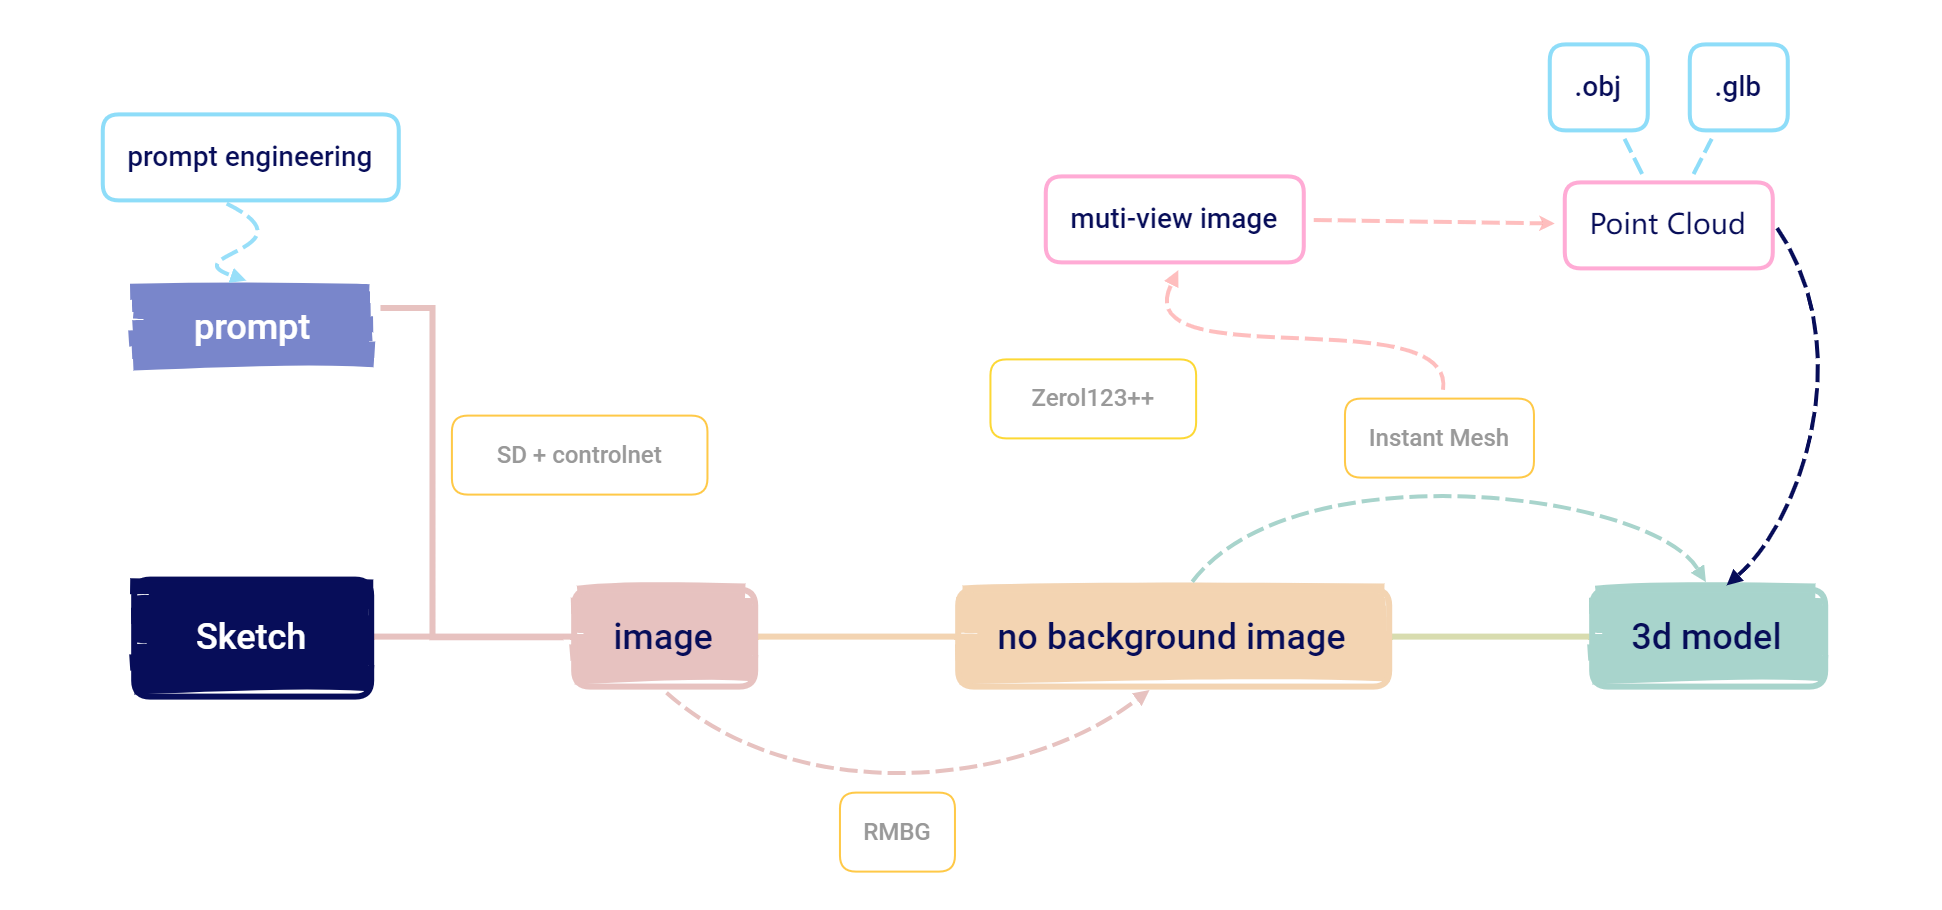 .obj
.glb
prompt engineering
muti-view image
Point Cloud
prompt
Zerol123++
Instant Mesh
SD + controlnet
Sketch
image
no background image
3d model
RMBG